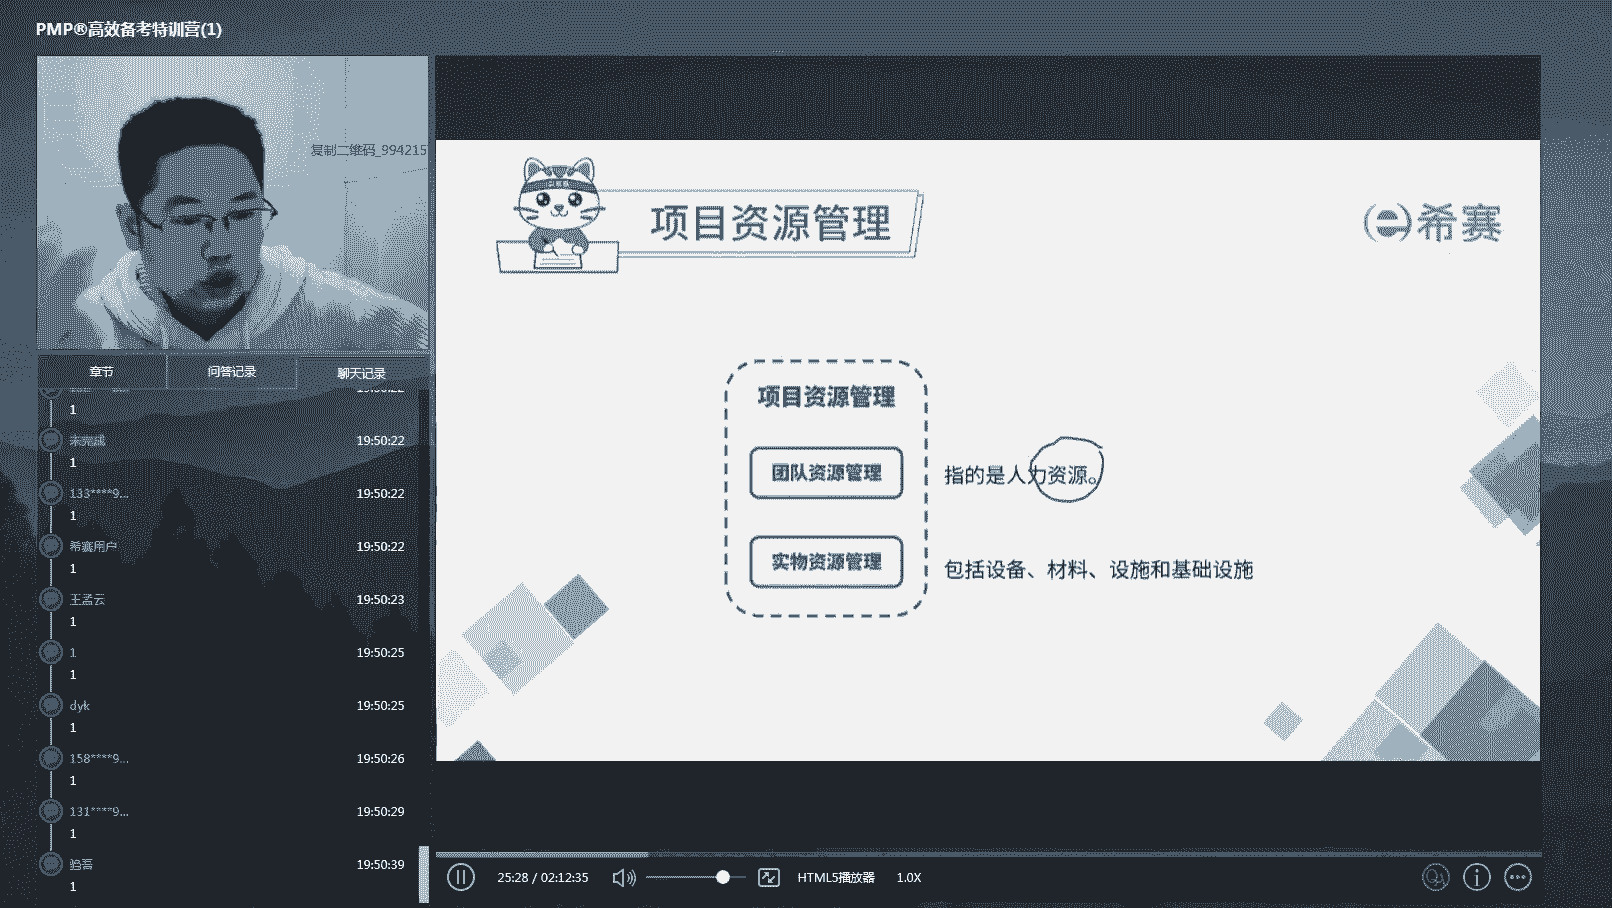 PMP®高效备考特训营(1)
复制二维码_99421
章节
问答记录
聊天记录
19:50:22
1
未完成
19:50:22
1
133****9...
19:50:22
1
希赛用户
19:50:22
1
王孟云
19:50:23
1
1
19:50:25
1
dyk
19:50:25
1
158****9...
19:50:26
1
131****9...
19:50:29
1
19:50:39
1
项目资源管理
希赛
项目资源管理
团队资源管理
指的是人力资源。
实物资源管理
包括设备、材料、设施和基础设施
25:28 / 02:12:35
HTML5播放器
1.0X